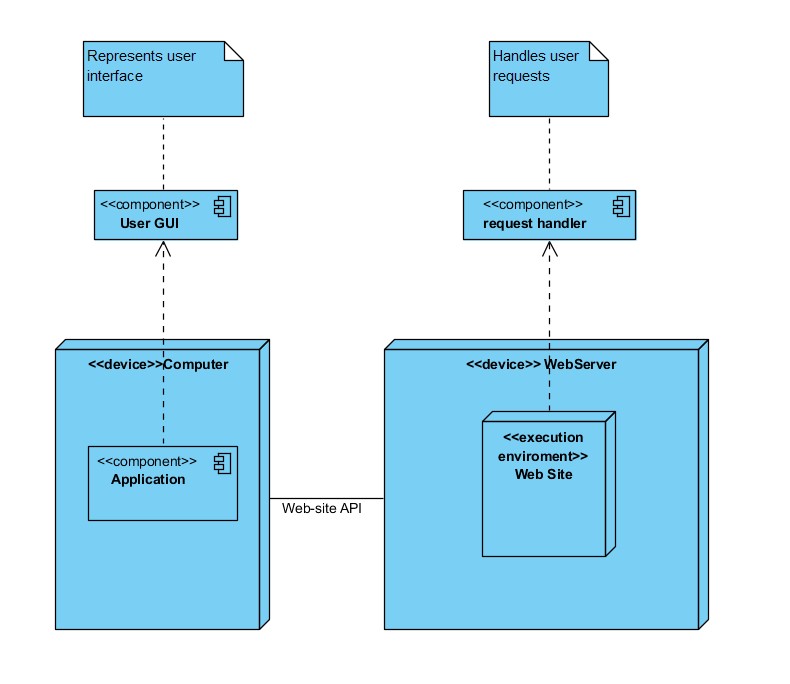 Represents user
interface
Handles user
requests
<<component>>
User GUI
<<component>>
request handler
<<device>>Computer
<<device>> WebServer
<<component>>
Application
<<execution
enviroment>>
Web Site
Web-site API